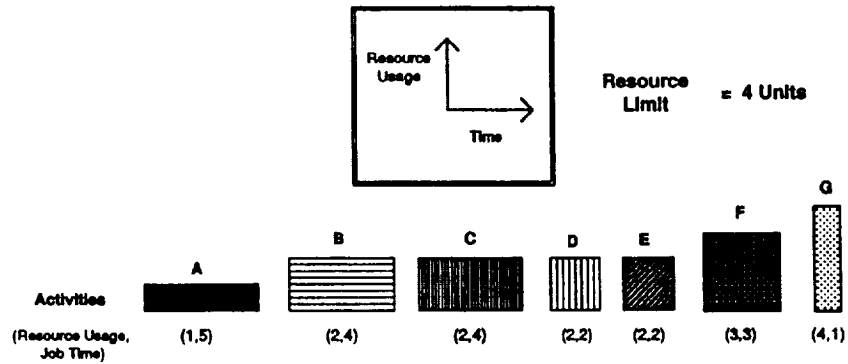 Resource
Usage
Time
Resource
Limit = 4 Units
A B C D E F G
Activities
(Resource Usage, Job Time) (1,5) (2,4) (2,4) (2,2) (2,2) (3,3) (4,1)